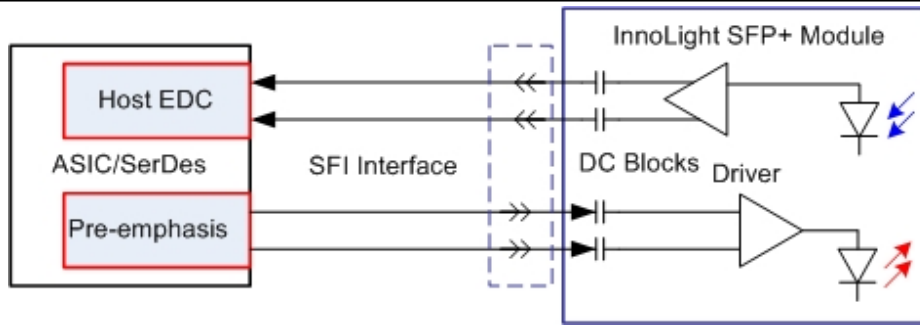 InnoLight SFP+ Module
Host EDC
ASIC/SerDes
SFI Interface
DC Blocks
Driver
Pre-emphasis